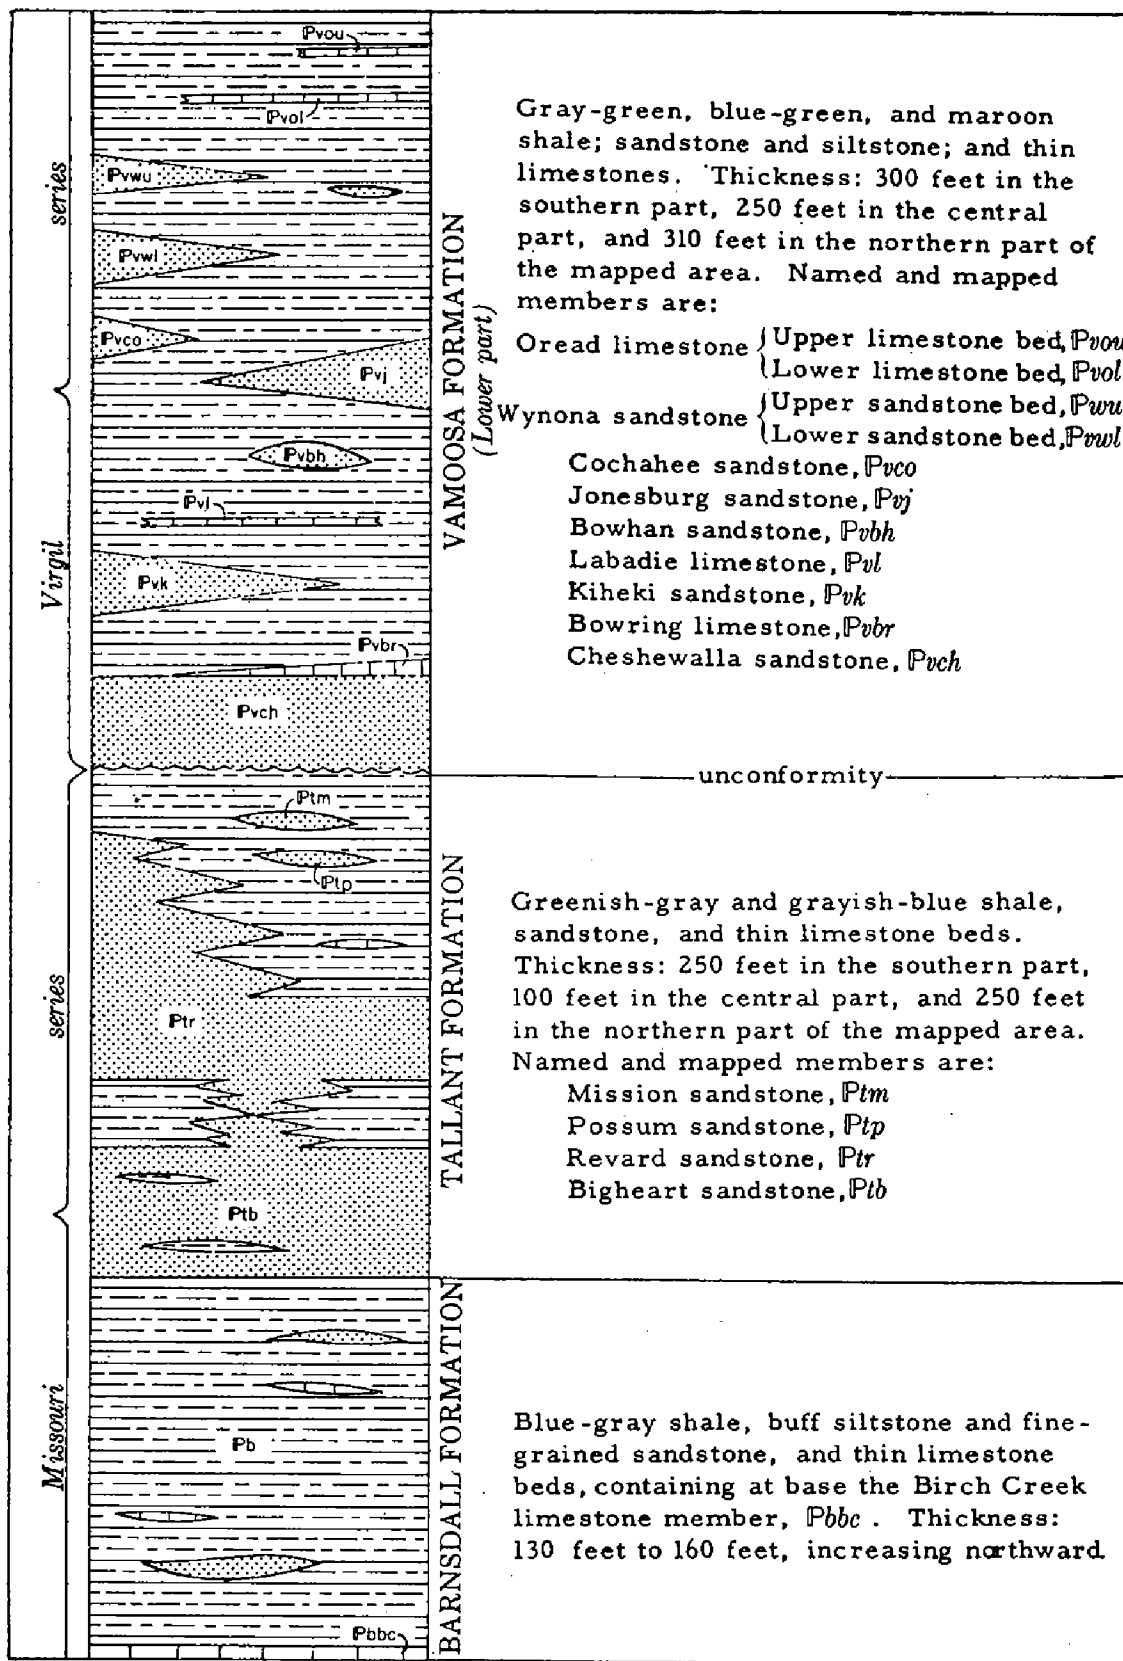 Pvou
Pvol
Pvwu
Pvwl
Pvco
Pvj
Pvbh
Pvl
Pvk
Pvbr
Pvch
Ptm
Ptp
Ptr
Ptb
Pb
Pbbc
series
Virgil
series
Missouri
VAMOOSA FORMATION
(Lower part)
Gray-green, blue-green, and maroon
shale; sandstone and siltstone; and thin
limestones. Thickness: 300 feet in the
southern part, 250 feet in the central
part, and 310 feet in the northern part of
the mapped area. Named and mapped
members are:
Oread limestone {Upper limestone bed, Pvou
{Lower limestone bed, Pvol
Wynona sandstone {Upper sandstone bed, Pwu
{Lower sandstone bed, Pvwl
Cochahee sandstone, Pvco
Jonesburg sandstone, Pvj
Bowhan sandstone, Pvbh
Labadie limestone, Pvl
Kiheki sandstone, Pvk
Bowring limestone, Pvbr
Cheshewalla sandstone, Pvch
unconformity
TALLANT FORMATION
Greenish-gray and grayish-blue shale,
sandstone, and thin limestone beds.
Thickness: 250 feet in the southern part,
100 feet in the central part, and 250 feet
in the northern part of the mapped area.
Named and mapped members are:
Mission sandstone, Ptm
Possum sandstone, Ptp
Revard sandstone, Ptr
Bigheart sandstone, Ptb
BARNSDALL FORMATION
Blue-gray shale, buff siltstone and fine-
grained sandstone, and thin limestone
beds, containing at base the Birch Creek
limestone member, Pbbc . Thickness:
130 feet to 160 feet, increasing northward.